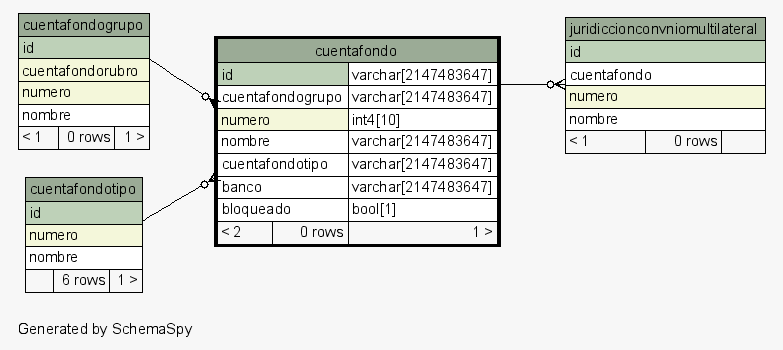 cuentafondogrupo
id
cuentafondorubro
numero
nombre
< 1 0 rows 1 >
cuentafondotipo
id
numero
nombre
6 rows 1 >
cuentafondo
id varchar[2147483647]
cuentafondogrupo varchar[2147483647]
numero int4[10]
nombre varchar[2147483647]
cuentafondotipo varchar[2147483647]
banco varchar[2147483647]
bloqueado bool[1]
< 2 0 rows 1 >
juridiccionconvniomultilateral
id
cuentafondo
numero
nombre
< 1 0 rows
Generated by SchemaSpy